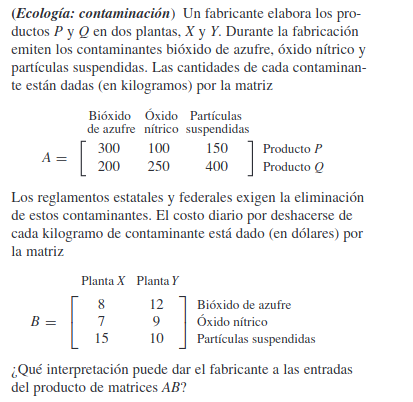 (Ecología: contaminación) Un fabricante elabora los pro-
ductos P y Q en dos plantas, X y Y. Durante la fabricación
emiten los contaminantes bióxido de azufre, óxido nítrico y
partículas suspendidas. Las cantidades de cada contaminan-
te están dadas (en kilogramos) por la matriz
Bióxido Óxido Partículas
de azufre nítrico suspendidas
300 100 150 Producto P
A =
200 250 400 Producto Q
Los reglamentos estatales y federales exigen la eliminación
de estos contaminantes. El costo diario por deshacerse de
cada kilogramo de contaminante está dado (en dólares) por
la matriz
Planta X Planta Y
8 12 Bióxido de azufre
B = 7 9 Óxido nítrico
15 10 Partículas suspendidas
¿Qué interpretación puede dar el fabricante a las entradas
del producto de matrices AB?